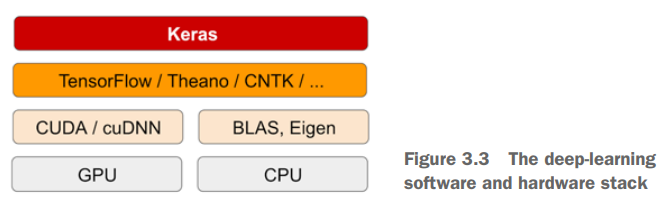 Keras
TensorFlow / Theano / CNTK / ...
CUDA / cuDNN
BLAS, Eigen
GPU
CPU
Figure 3.3 The deep-learning
software and hardware stack